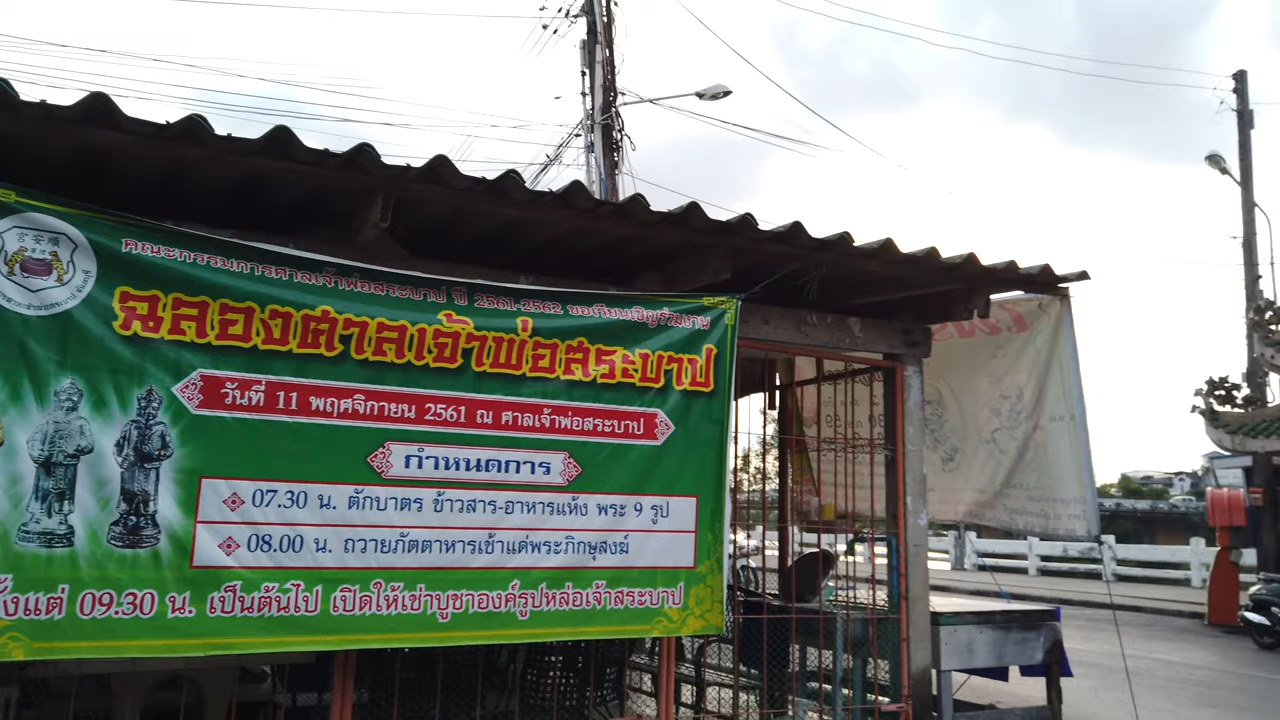 宮安順
คณะกรรมการศาลเจ้าพ่อสระบาป ปี 2561-2562 ขอเรียนเชิญร่วมงาน
ฉลองศาลเจ้าพ่อสระบาป
วันที่ 11 พฤศจิกายน 2561 ณ ศาลเจ้าพ่อสระบาป
กำหนดการ
07.30 น. ตักบาตร ข้าวสาร-อาหารแห้ง พระ 9 รูป
08.00 น. ถวายภัตตาหารเช้าแด่พระภิกษุสงฆ์
09.30 น. เป็นต้นไป เปิดให้เช่าบูชาองค์รูปหล่อเจ้าสระบาป